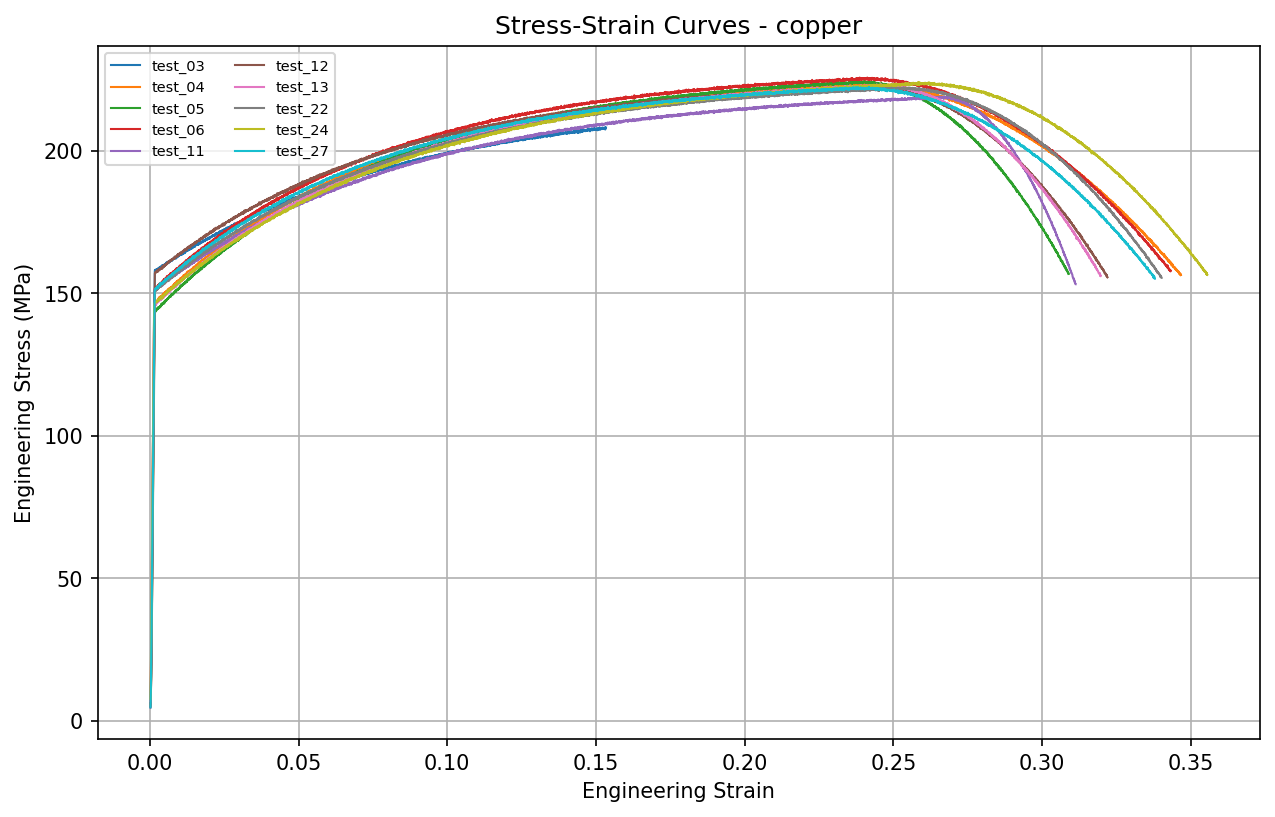 Stress-Strain Curves - copper
test_03
test_04
test_05
test_06
test_11
test_12
test_13
test_22
test_24
test_27
Engineering Stress (MPa)
200
150
100
50
0
0.00 0.05 0.10 0.15 0.20 0.25 0.30 0.35
Engineering Strain